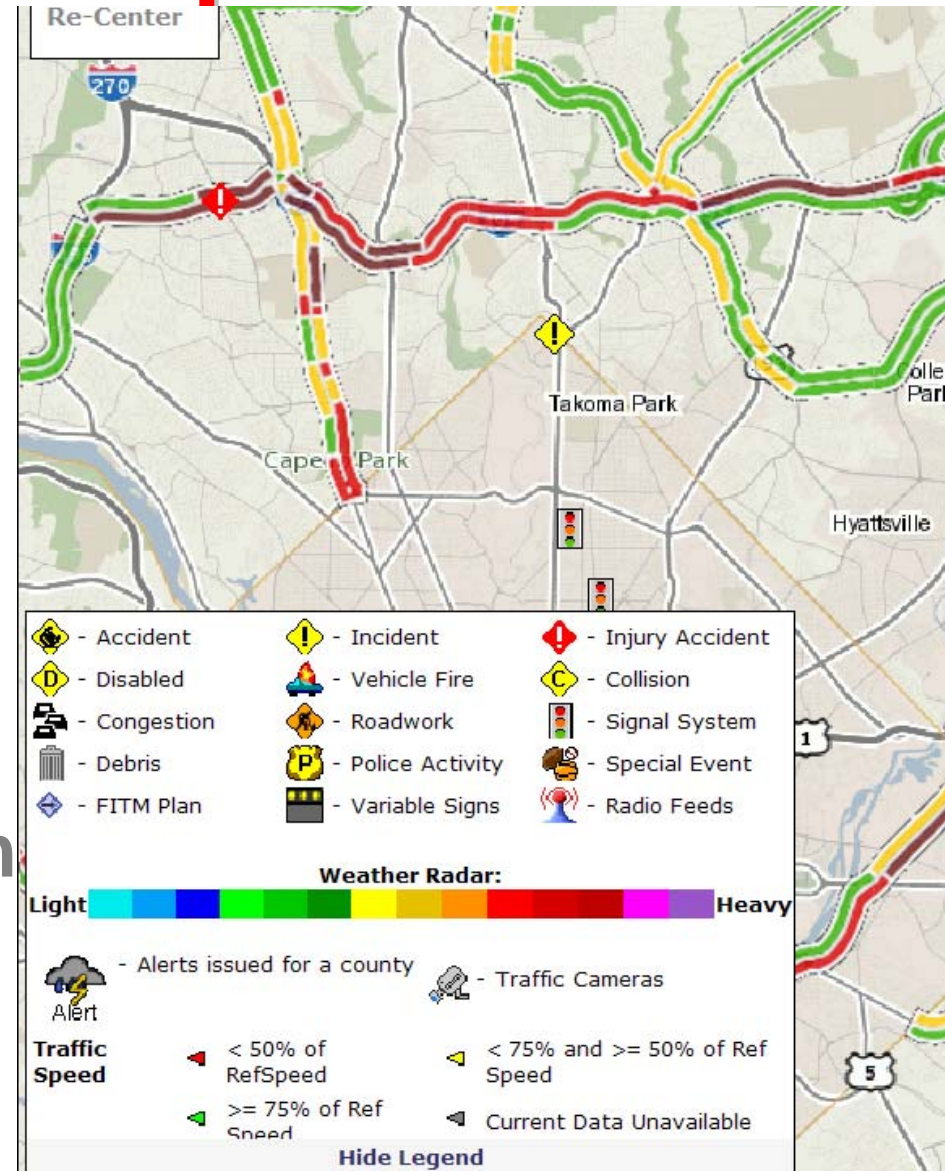 Re-Center
270
Takoma Park
Park
Hyattsville
- Accident
- Incident
- Injury Accident
D - Disabled
- Vehicle Fire
C - Collision
- Congestion
- Roadwork
- Signal System
1
- Debris
P - Police Activity
- Special Event
- FITM Plan
- Variable Signs
- Radio Feeds
Weather Radar:
Light
Heavy
Alert
- Alerts issued for a county
- Traffic Cameras
Traffic
Speed
< 50% of
RefSpeed
< 75% and >= 50% of Ref
Speed
5
>= 75% of Ref
Speed
Current Data Unavailable
Hide Legend